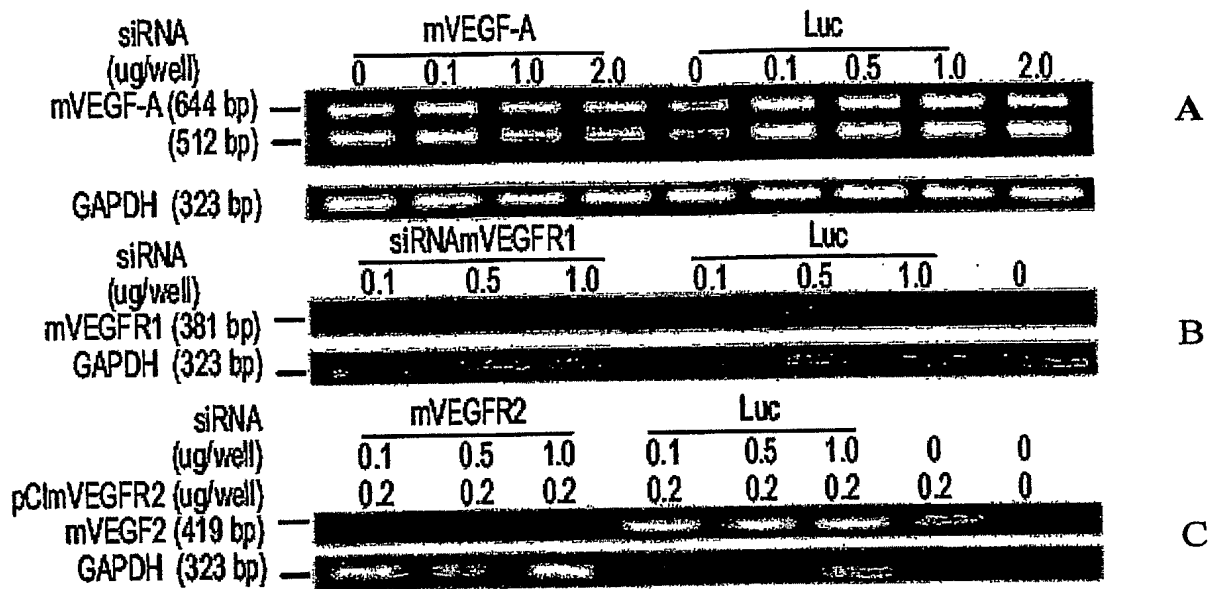 siRNA mVEGF-A Luc
(ug/well) 0 0.1 1.0 2.0 0 0.1 0.5 1.0 2.0
mVEGF-A (644 bp) A
(512 bp)
GAPDH (323 bp)
siRNA siRNAmVEGFR1 Luc
(ug/well) 0.1 0.5 1.0 0.1 0.5 1.0 0
mVEGFR1 (381 bp) B
GAPDH (323 bp)
siRNA mVEGFR2 Luc
(ug/well) 0.1 0.5 1.0 0.1 0.5 1.0 0 0
pCImVEGFR2 (ug/well) 0.2 0.2 0.2 0.2 0.2 0.2 0.2 0
mVEGF2 (419 bp) C
GAPDH (323 bp)